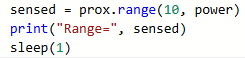 sensed = prox.range(10, power)
print("Range=", sensed)
sleep(1)